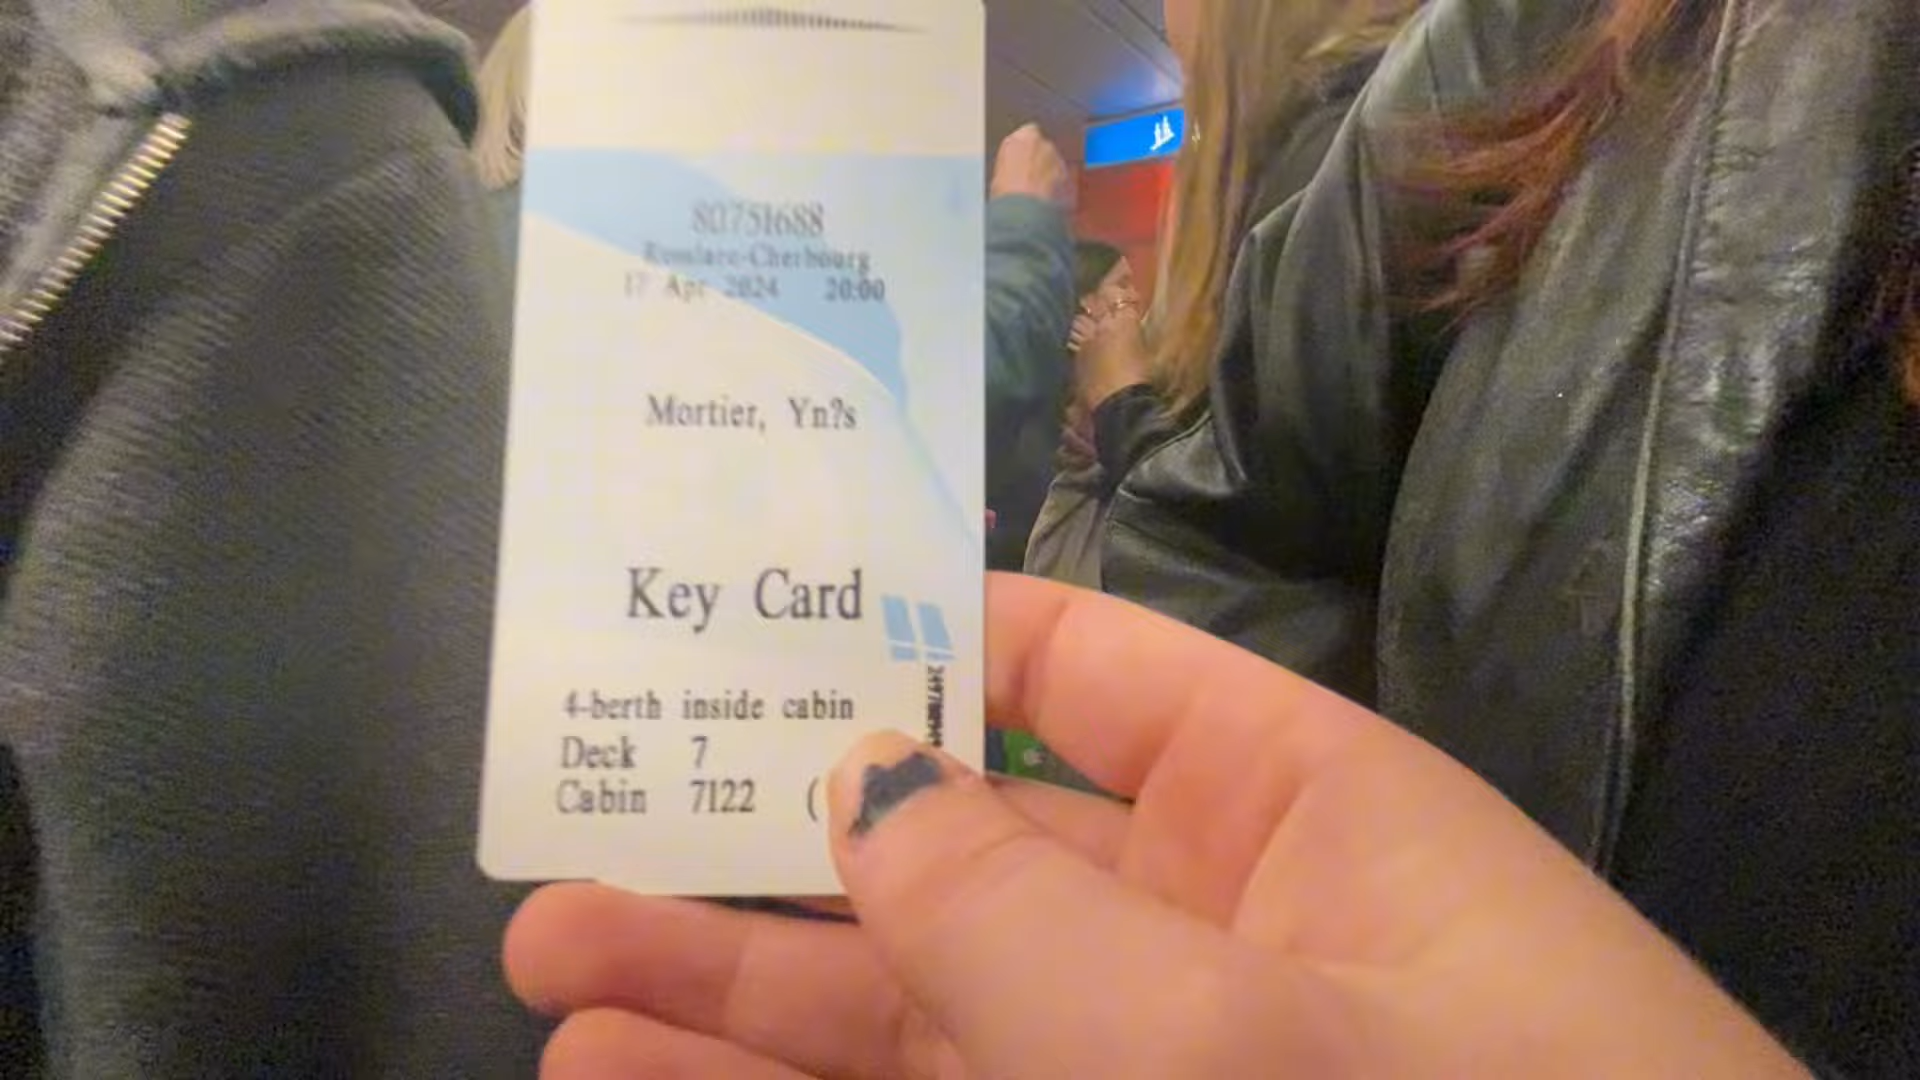 80751688
Rosslare-Cherbourg
17 Apr 2024 20:00
Mortier, Yn?s
Key Card
4-berth inside cabin
Deck 7
Cabin 7122 (